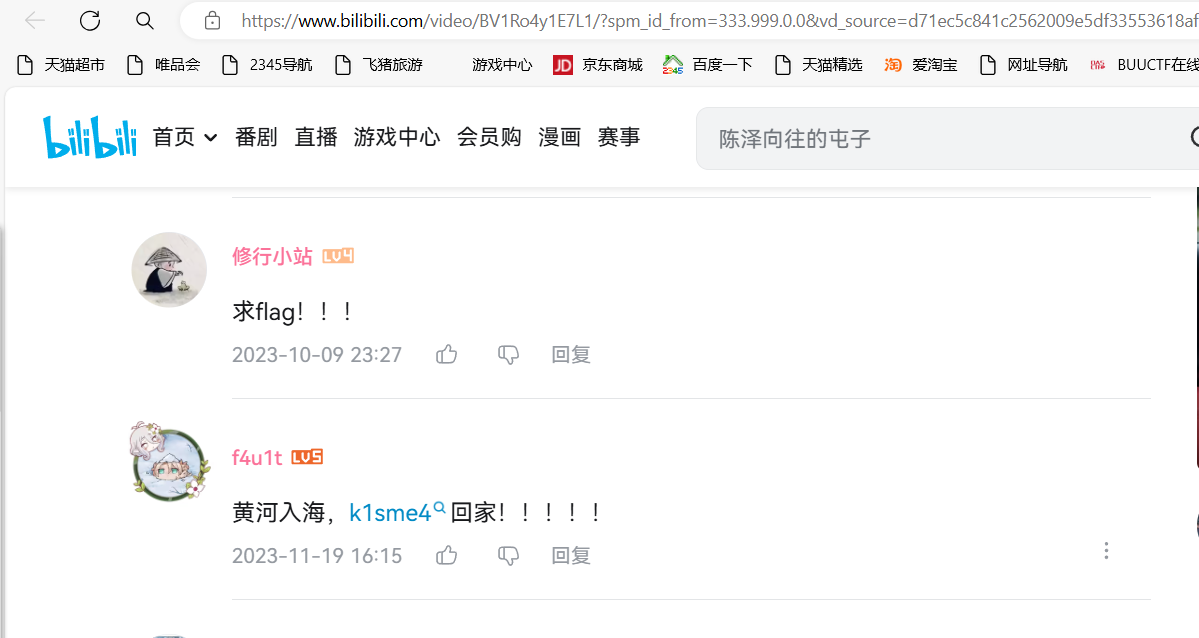 https://www.bilibili.com/video/BV1Ro4y1E7L1/?spm_id_from=333.999.0.0&vd_source=d71ec5c841c2562009e5df33553618af
天猫超市 唯品会 2345导航 飞猪旅游 游戏中心 JD 京东商城 2345 百度一下 天猫精选 淘 爱淘宝 网址导航 BUUCTF在线
bilibili 首页 番剧 直播 游戏中心 会员购 漫画 赛事 陈泽向往的屯子
修行小站 LV4
求flag！！！
2023-10-09 23:27 回复
f4u1t LV5
黄河入海，k1sme4回家！！！！！
2023-11-19 16:15 回复